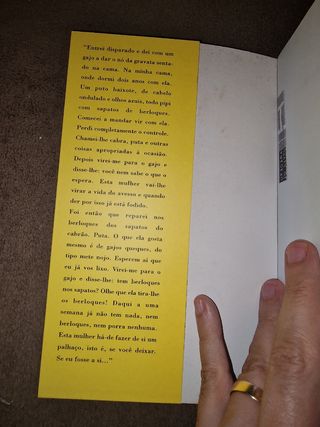 "Entrei disparado e dei com um
gajo a dar o nó da gravata senta-
do na cama. Na minha cama,
onde dormi dois anos com ela.
Um puto baixote, de cabelo
ondulado e olhos azuis, todo pipi
com sapatos de berloques.
Comecei a mandar vir com ela.
Perdi completamente o controle.
Chamei-lhe cabra, puta e outras
coisas apropriadas à ocasião.
Depois virei-me para o gajo e
disse-lhe: você nem sabe o que o
espera. Esta mulher vai-lhe
virar a vida do avesso e quando
der por isso já está fodido.
Foi então que reparei nos
berloques dos sapatos do
cabrão. Puta. O que ela gosta
mesmo é de gajos queques, do
tipo mete nojo. Esperem aí que
eu já vos lixo. Virei-me para o
gajo e disse-lhe: tem berloques
nos sapatos? Olhe que ela tira-lhe
os berloques! Daqui a uma
semana já não tem nada, nem
berloques, nem porra nenhuma.
Esta mulher há-de fazer de si um
palhaço, isto é, se você deixar.
Se eu fosse a si..."